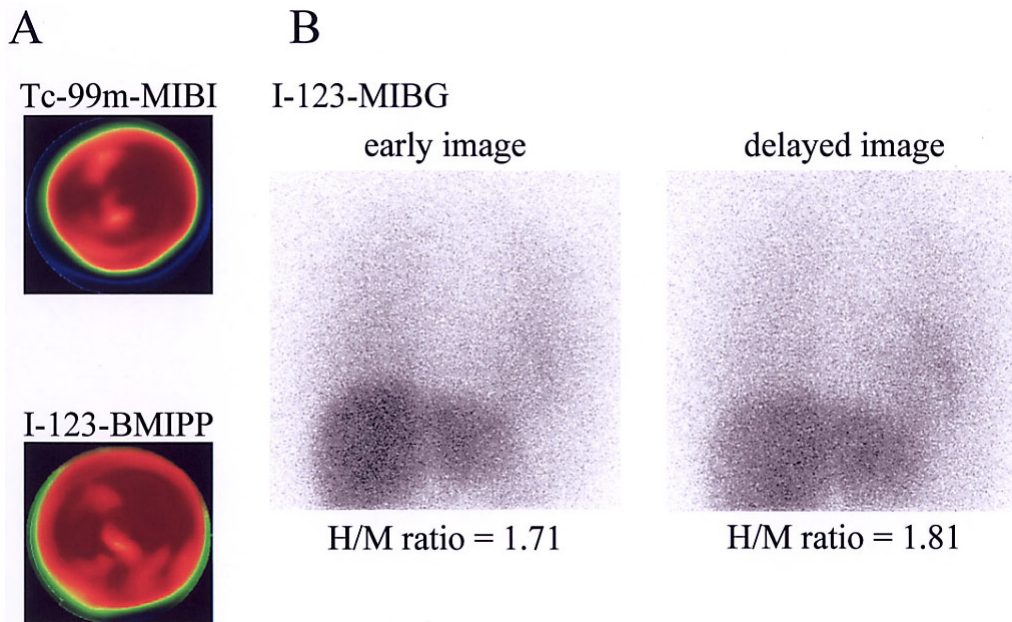 A
B
Tc-99m-MIBI
I-123-MIBG
early image
delayed image
I-123-BMIPP
H/M ratio = 1.71
H/M ratio = 1.81